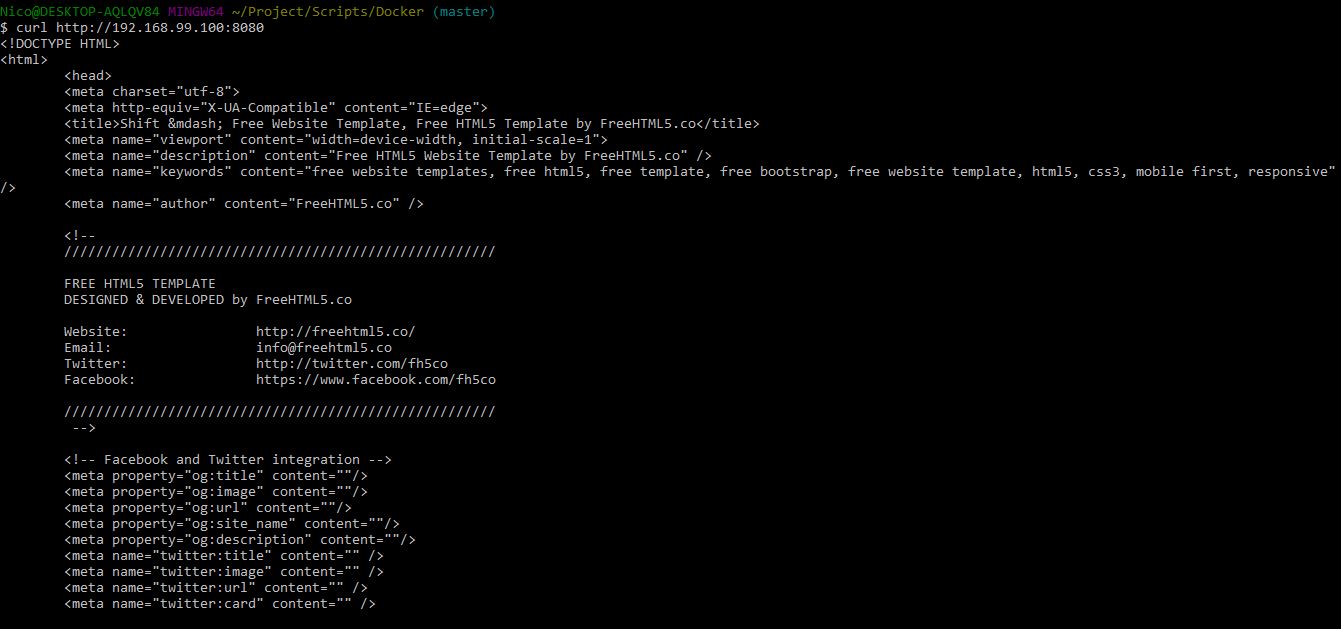 Nico@DESKTOP-AQLQV84 MINGW64 ~/Project/Scripts/Docker (master)
$ curl http://192.168.99.100:8080
<!DOCTYPE HTML>
<html>
        <head>
        <meta charset="utf-8">
        <meta http-equiv="X-UA-Compatible" content="IE=edge">
        <title>Shift &mdash; Free Website Template, Free HTML5 Template by FreeHTML5.co</title>
        <meta name="viewport" content="width=device-width, initial-scale=1">
        <meta name="description" content="Free HTML5 Website Template by FreeHTML5.co" />
        <meta name="keywords" content="free website templates, free html5, free template, free bootstrap, free website template, html5, css3, mobile first, responsive"
/>
        <meta name="author" content="FreeHTML5.co" />

        <!--
        //////////////////////////////////////////////////////

        FREE HTML5 TEMPLATE
        DESIGNED & DEVELOPED by FreeHTML5.co

        Website:                http://freehtml5.co/
        Email:                  info@freehtml5.co
        Twitter:                http://twitter.com/fh5co
        Facebook:               https://www.facebook.com/fh5co

        //////////////////////////////////////////////////////
         -->

        <!-- Facebook and Twitter integration -->
        <meta property="og:title" content=""/>
        <meta property="og:image" content=""/>
        <meta property="og:url" content=""/>
        <meta property="og:site_name" content=""/>
        <meta property="og:description" content=""/>
        <meta name="twitter:title" content="" />
        <meta name="twitter:image" content="" />
        <meta name="twitter:url" content="" />
        <meta name="twitter:card" content="" />